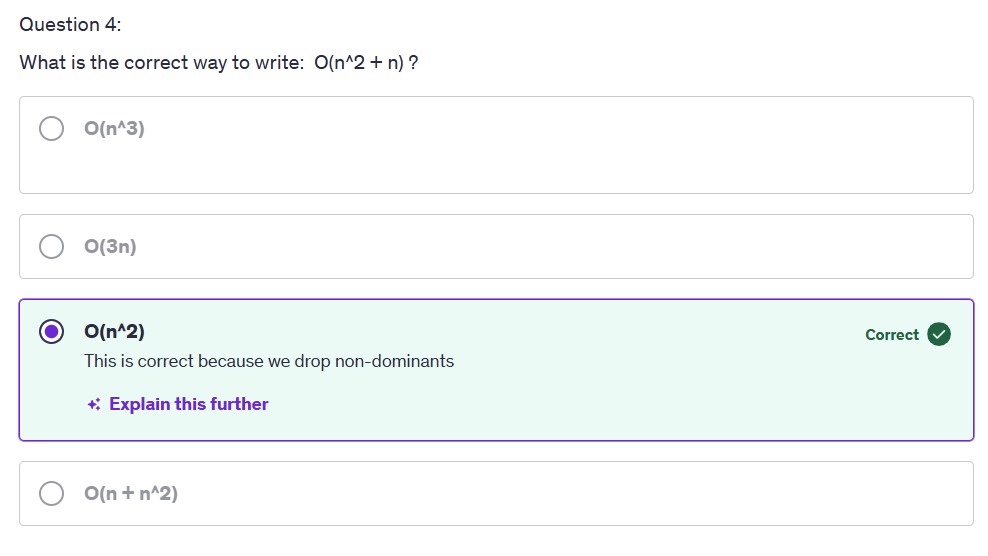 Question 4:
What is the correct way to write:  O(n^2 + n) ?
O(n^3)
O(3n)
O(n^2)
Correct
This is correct because we drop non-dominants
Explain this further
O(n + n^2)